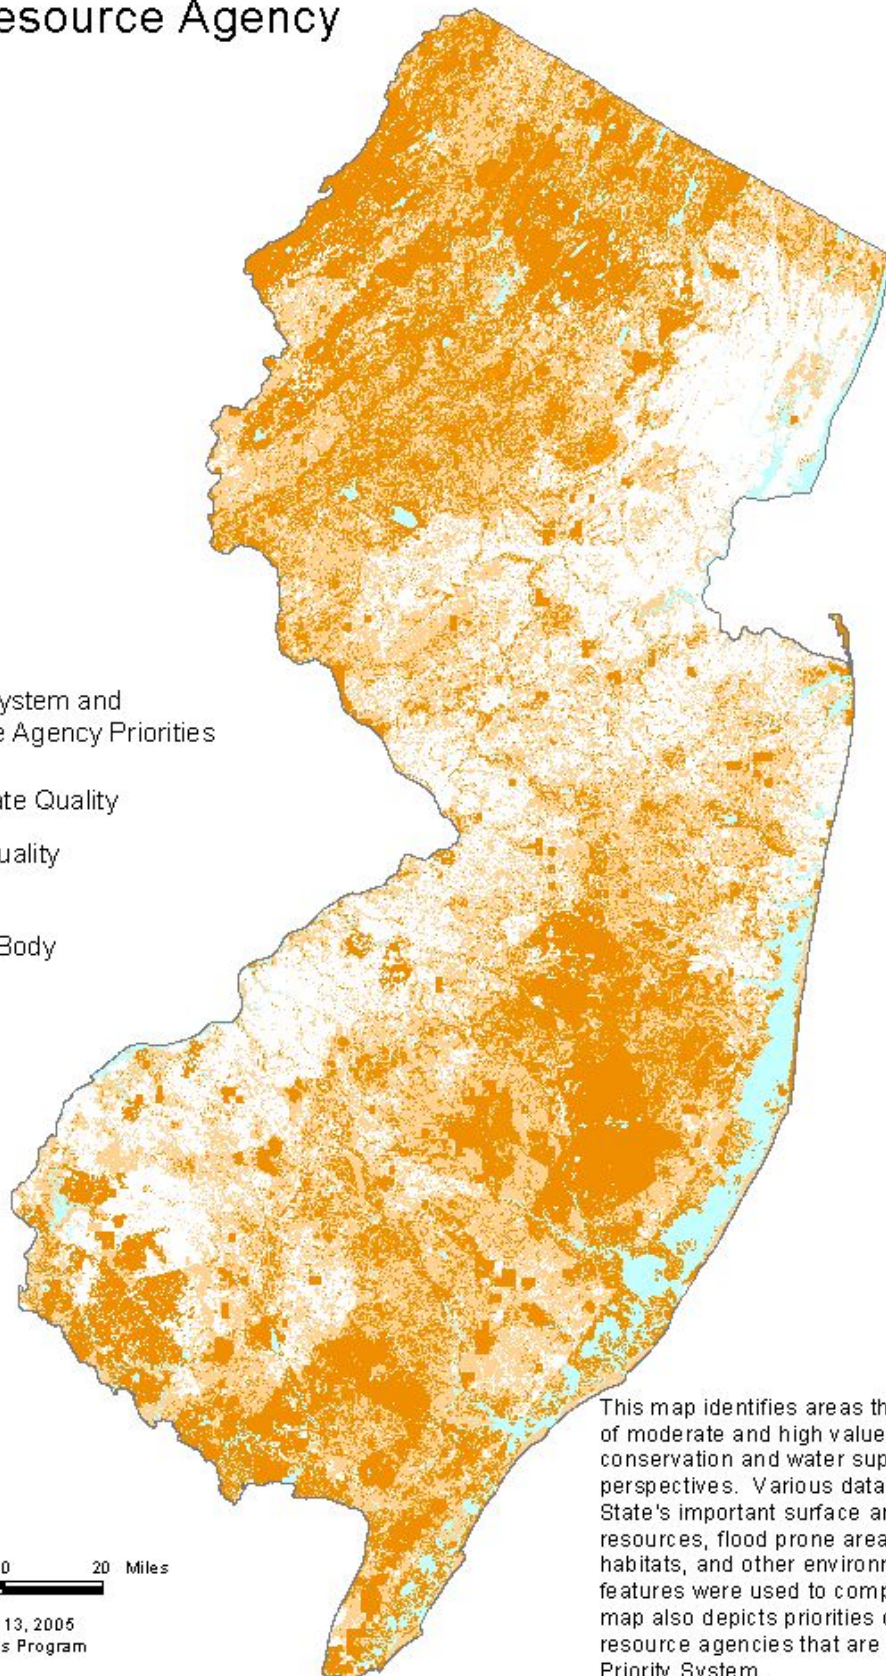 esource Agency
ystem and
e Agency Priorities
ate Quality
uality
Body
This map identifies areas th
of moderate and high value
conservation and water sup
perspectives. Various data
State's important surface ar
resources, flood prone area
habitats, and other environr
features were used to comp
map also depicts priorities o
resource agencies that are
Priority System
0 20 Miles
13, 2005
s Program